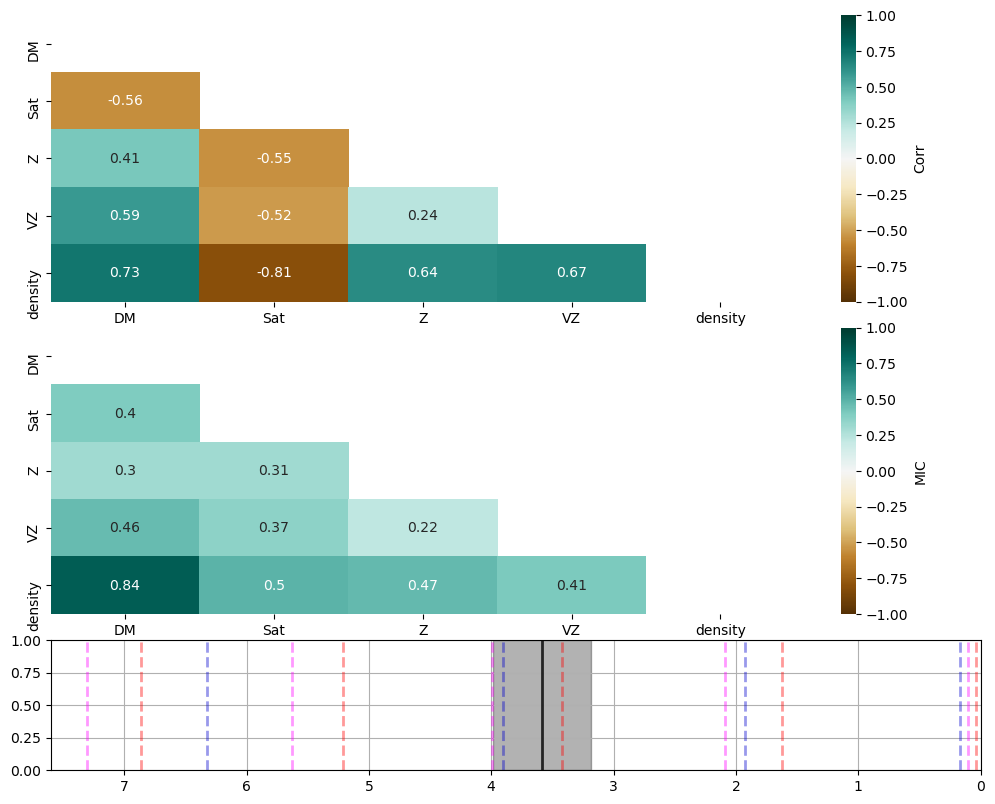 DM
Sat
Z
VZ
density
-0.56
0.41 -0.55
0.59 -0.52 0.24
0.73 -0.81 0.64 0.67
DM Sat Z VZ density
1.00
0.75
0.50
0.25
0.00
−0.25
−0.50
−0.75
−1.00
Corr
DM
Sat
Z
VZ
density
0.4
0.3 0.31
0.46 0.37 0.22
0.84 0.5 0.47 0.41
DM Sat Z VZ density
1.00
0.75
0.50
0.25
0.00
−0.25
−0.50
−0.75
−1.00
MIC
1.00
0.75
0.50
0.25
0.00
7 6 5 4 3 2 1 0